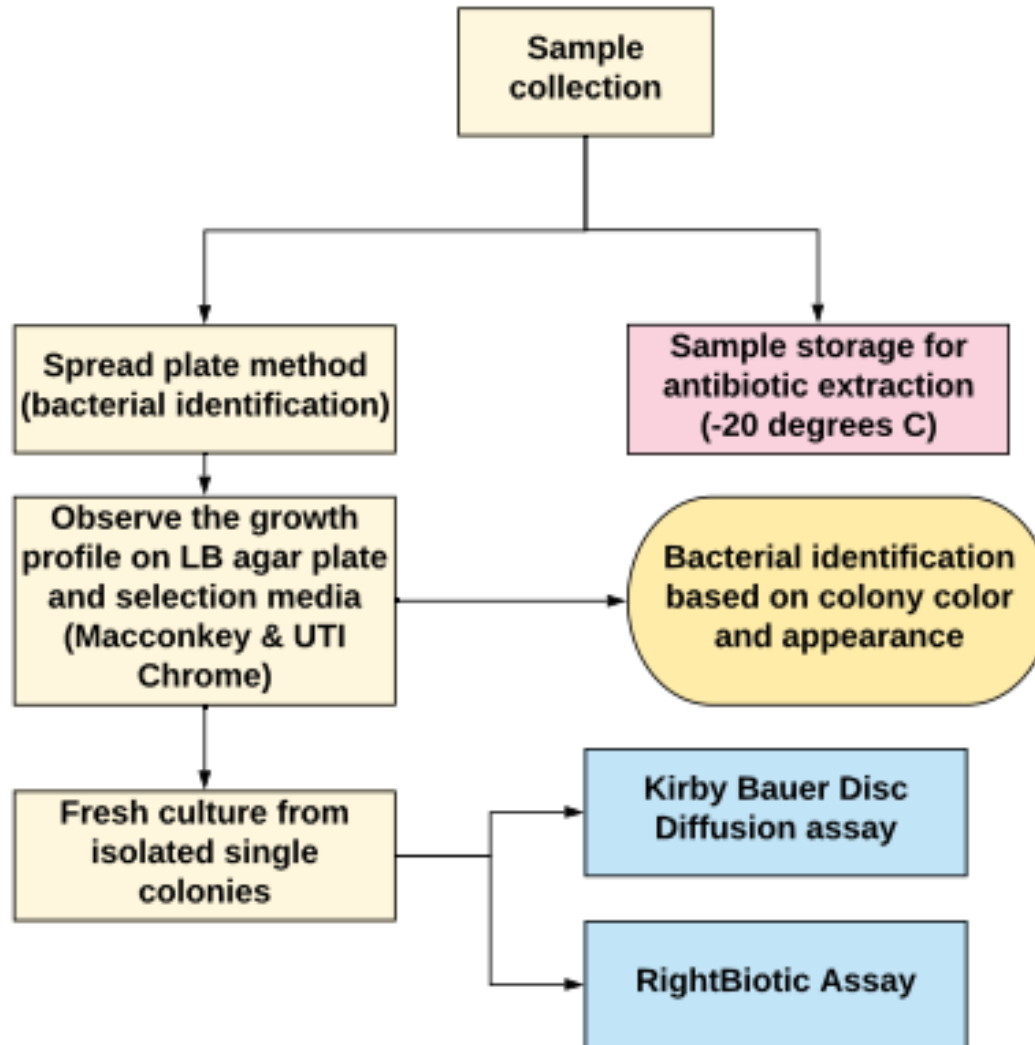 Sample
collection
Spread plate method
(bacterial identification)
Sample storage for
antibiotic extraction
(-20 degrees C)
Observe the growth
profile on LB agar plate
and selection media
(Macconkey & UTI
Chrome)
Bacterial identification
based on colony color
and appearance
Fresh culture from
isolated single
colonies
Kirby Bauer Disc
Diffusion assay
RightBiotic Assay